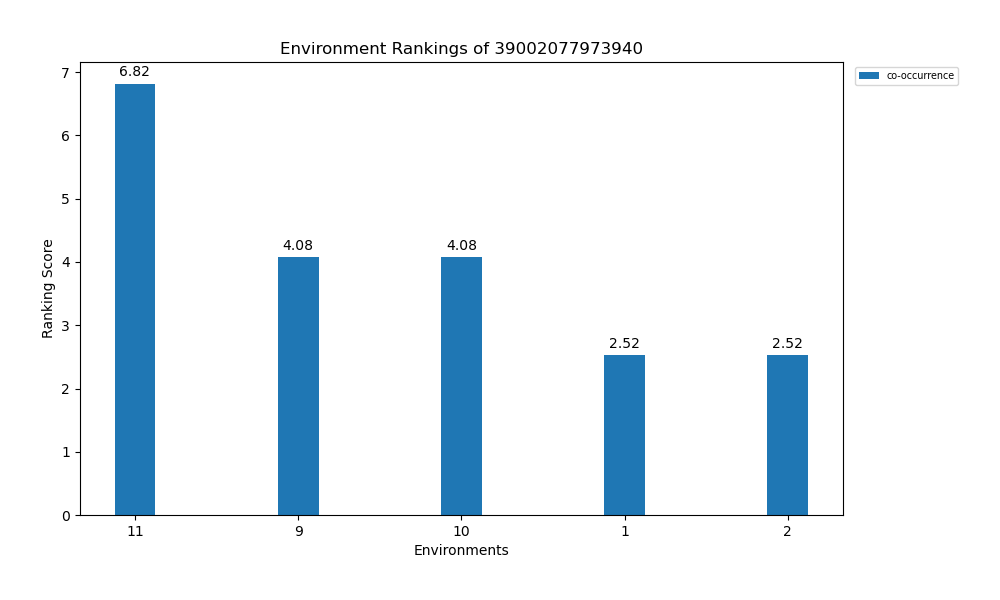 Environment Rankings of 39002077973940
co-occurrence
Ranking Score
7
6
5
4
3
2
1
0
6.82
4.08
4.08
2.52
2.52
11 9 10 1 2
Environments